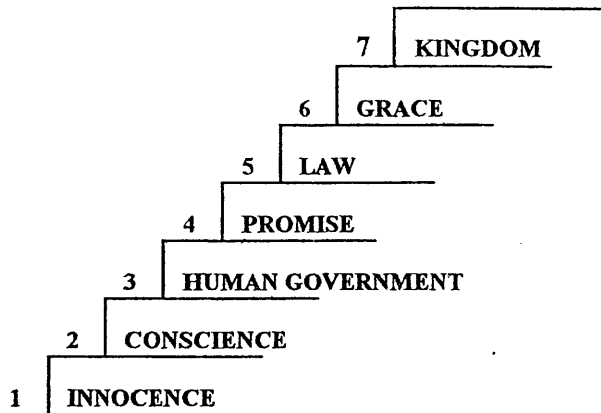 7 KINGDOM
6 GRACE
5 LAW
4 PROMISE
3 HUMAN GOVERNMENT
2 CONSCIENCE
1 INNOCENCE